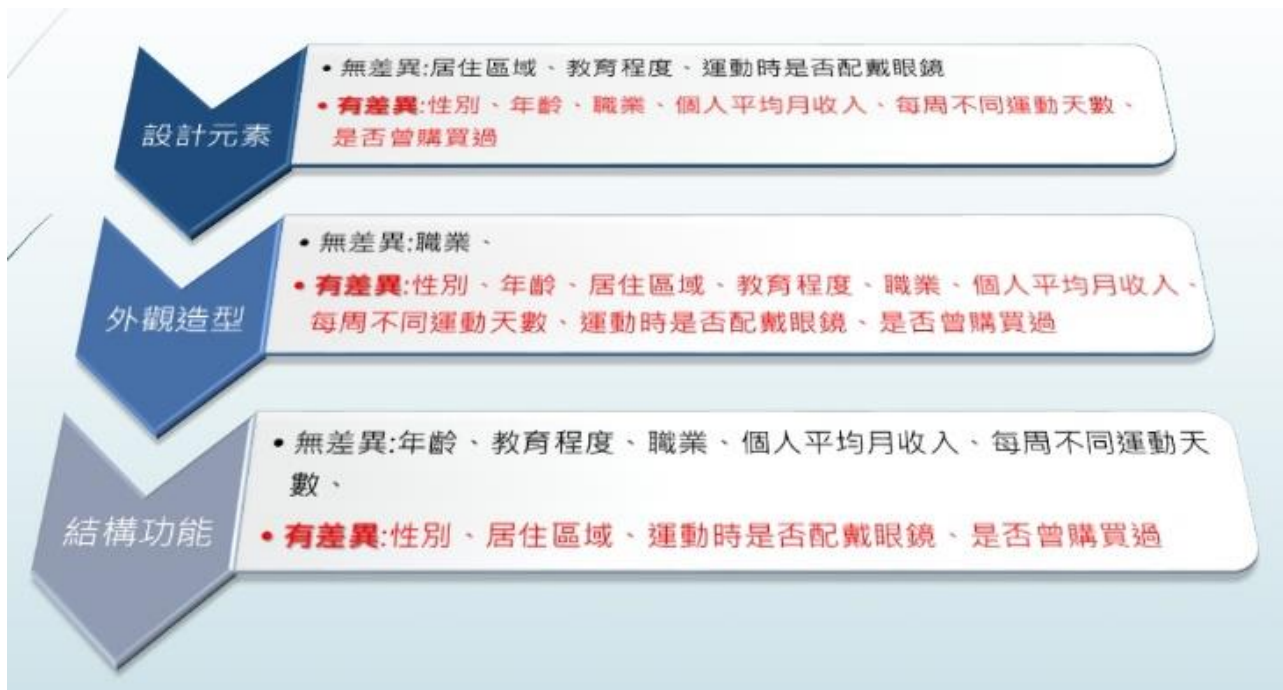 設計元素
• 無差異:居住區域、教育程度、運動時是否配戴眼鏡
• 有差異:性別、年齡、職業、個人平均月收入、每周不同運動天數、
是否曾購買過
外觀造型
• 無差異:職業、
• 有差異:性別、年齡、居住區域、教育程度、職業、個人平均月收入、
每周不同運動天數、運動時是否配戴眼鏡、是否曾購買過
結構功能
• 無差異:年齡、教育程度、職業、個人平均月收入、每周不同運動天
數、
• 有差異:性別、居住區域、運動時是否配戴眼鏡、是否曾購買過